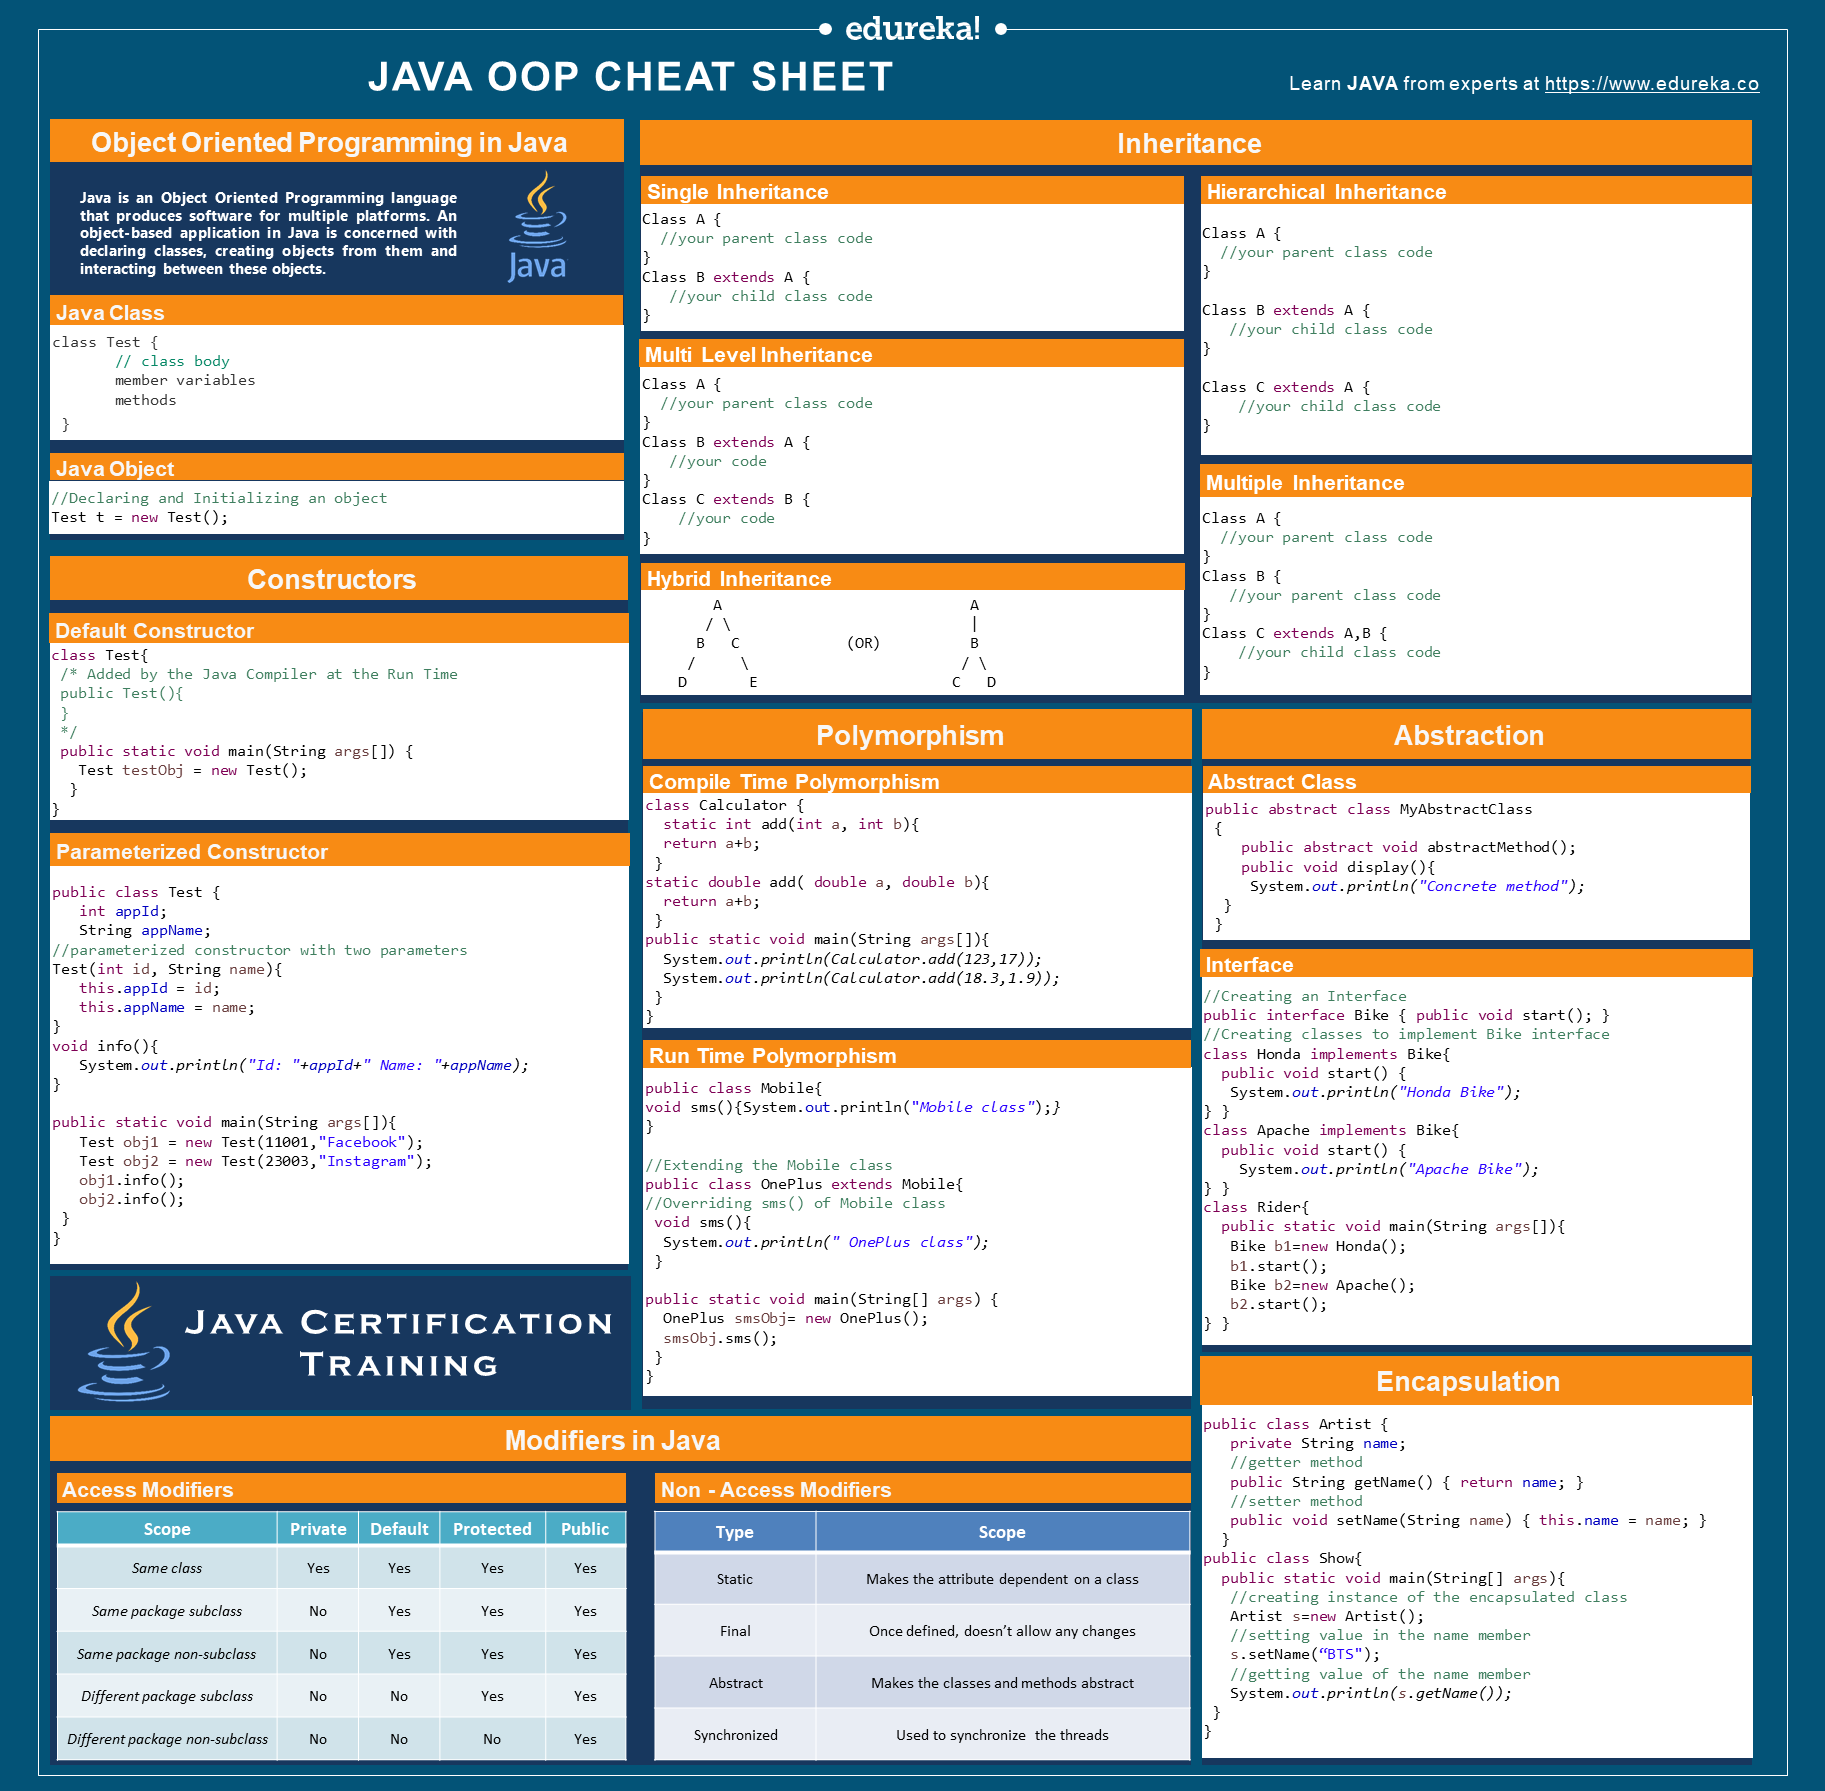 edureka!
JAVA OOP CHEAT SHEET
Learn JAVA from experts at https://www.edureka.co
Object Oriented Programming in Java
Java is an Object Oriented Programming language
that produces software for multiple platforms. An
object-based application in Java is concerned with
declaring classes, creating objects from them and
interacting between these objects.
Java
Java Class
class Test {
// class body
member variables
methods
}
Java Object
//Declaring and Initializing an object
Test t = new Test();
Constructors
Default Constructor
class Test{
/* Added by the Java Compiler at the Run Time
public Test(){
}
*/
public static void main(String args[]) {
Test testObj = new Test();
}
}
Parameterized Constructor
public class Test {
int appId;
String appName;
//parameterized constructor with two parameters
Test(int id, String name){
this.appId = id;
this.appName = name;
}
void info(){
System.out.println("Id: "+appId+" Name: "+appName);
}
public static void main(String args[]){
Test obj1 = new Test(11001,"Facebook");
Test obj2 = new Test(23003,"Instagram");
obj1.info();
obj2.info();
}
}
JAVA CERTIFICATION
TRAINING
Inheritance
Single Inheritance
Class A {
//your parent class code
}
Class B extends A {
//your child class code
}
Multi Level Inheritance
Class A {
//your parent class code
}
Class B extends A {
//your code
}
Class C extends B {
//your code
}
Hybrid Inheritance
A A
/ \ |
B C (OR) B
/ \ / \
D E C D
Hierarchical Inheritance
Class A {
//your parent class code
}
Class B extends A {
//your child class code
}
Class C extends A {
//your child class code
}
Multiple Inheritance
Class A {
//your parent class code
}
Class B {
//your parent class code
}
Class C extends A,B {
//your child class code
}
Polymorphism
Compile Time Polymorphism
class Calculator {
static int add(int a, int b){
return a+b;
}
static double add( double a, double b){
return a+b;
}
public static void main(String args[]){
System.out.println(Calculator.add(123,17));
System.out.println(Calculator.add(18.3,1.9));
}
}
Run Time Polymorphism
public class Mobile{
void sms(){System.out.println("Mobile class");}
}
//Extending the Mobile class
public class OnePlus extends Mobile{
//Overriding sms() of Mobile class
void sms(){
System.out.println(" OnePlus class");
}
public static void main(String[] args) {
OnePlus smsObj= new OnePlus();
smsObj.sms();
}
}
Abstraction
Abstract Class
public abstract class MyAbstractClass
{
public abstract void abstractMethod();
public void display(){
System.out.println("Concrete method");
}
}
Interface
//Creating an Interface
public interface Bike { public void start(); }
//Creating classes to implement Bike interface
class Honda implements Bike{
public void start() {
System.out.println("Honda Bike");
} }
class Apache implements Bike{
public void start() {
System.out.println("Apache Bike");
} }
class Rider{
public static void main(String args[]){
Bike b1=new Honda();
b1.start();
Bike b2=new Apache();
b2.start();
} }
Encapsulation
public class Artist {
private String name;
//getter method
public String getName() { return name; }
//setter method
public void setName(String name) { this.name = name; }
}
public class Show{
public static void main(String[] args){
//creating instance of the encapsulated class
Artist s=new Artist();
//setting value in the name member
s.setName(“BTS");
//getting value of the name member
System.out.println(s.getName());
}
}
Modifiers in Java
Access Modifiers
Scope Private Default Protected Public
Same class Yes Yes Yes Yes
Same package subclass No Yes Yes Yes
Same package non-subclass No Yes Yes Yes
Different package subclass No No Yes Yes
Different package non-subclass No No No Yes
Non - Access Modifiers
Type Scope
Static Makes the attribute dependent on a class
Final Once defined, doesn’t allow any changes
Abstract Makes the classes and methods abstract
Synchronized Used to synchronize the threads